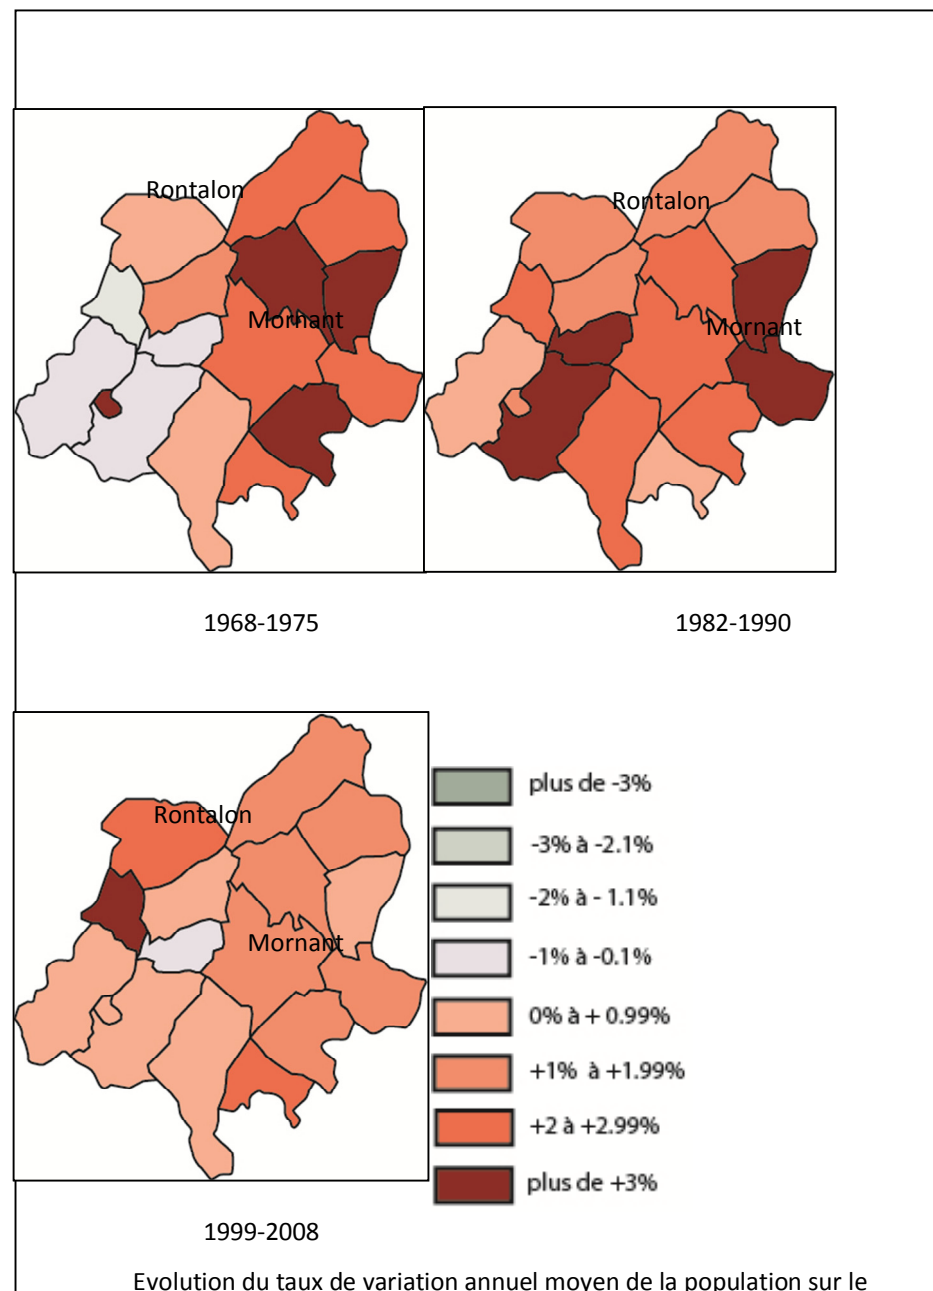 Rontalon
Mornant
1968-1975
Rontalon
Mornant
1982-1990
Rontalon
Mornant
1999-2008
plus de -3%
-3% à -2.1%
-2% à - 1.1%
-1% à -0.1%
0% à + 0.99%
+1% à +1.99%
+2 à +2.99%
plus de +3%
Evolution du taux de variation annuel moyen de la population sur le